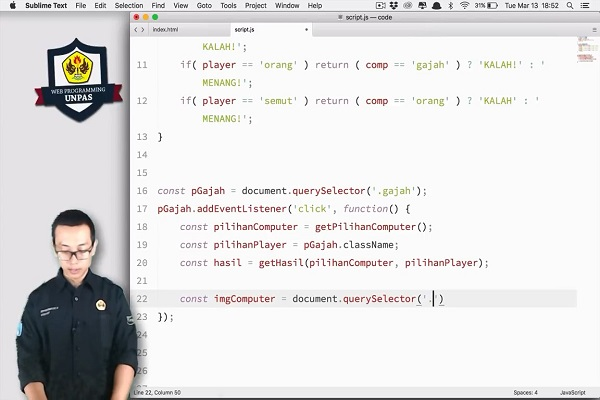 Sublime Text File Edit Selection Find View Goto Tools Project Window Help 31% Tue Mar 13 18:52
script.js — code
index.html script.js
KALAH!';
11 if( player == 'orang' ) return ( comp == 'gajah' ) ? 'KALAH!' : '
MENANG!';
12 if( player == 'semut' ) return ( comp == 'orang' ) ? 'KALAH' : '
MENANG!';
13 }
14
15
16 const pGajah = document.querySelector('.gajah');
17 pGajah.addEventListener('click', function() {
18 const pilihanComputer = getPilihanComputer();
19 const pilihanPlayer = pGajah.className;
20 const hasil = getHasil(pilihanComputer, pilihanPlayer);
21
22 const imgComputer = document.querySelector('.')
23 });
24
25
26
27
WEB PROGRAMMING
UNPAS
Line 22, Column 50 Spaces: 4 JavaScript